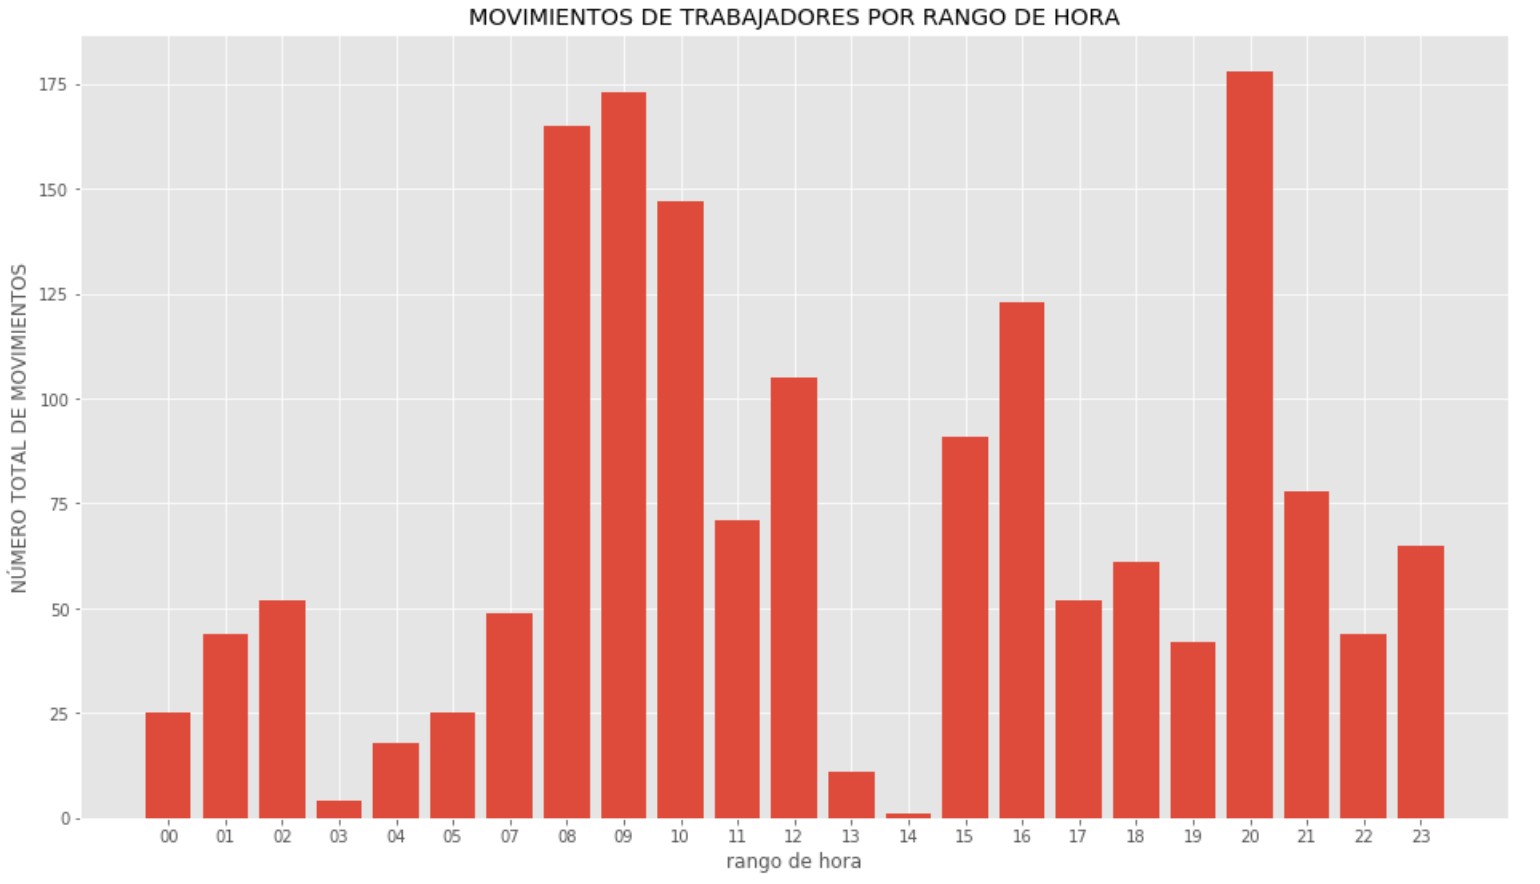 MOVIMIENTOS DE TRABAJADORES POR RANGO DE HORA
NÚMERO TOTAL DE MOVIMIENTOS
175
150
125
100
75
50
25
0
00 01 02 03 04 05 07 08 09 10 11 12 13 14 15 16 17 18 19 20 21 22 23
rango de hora